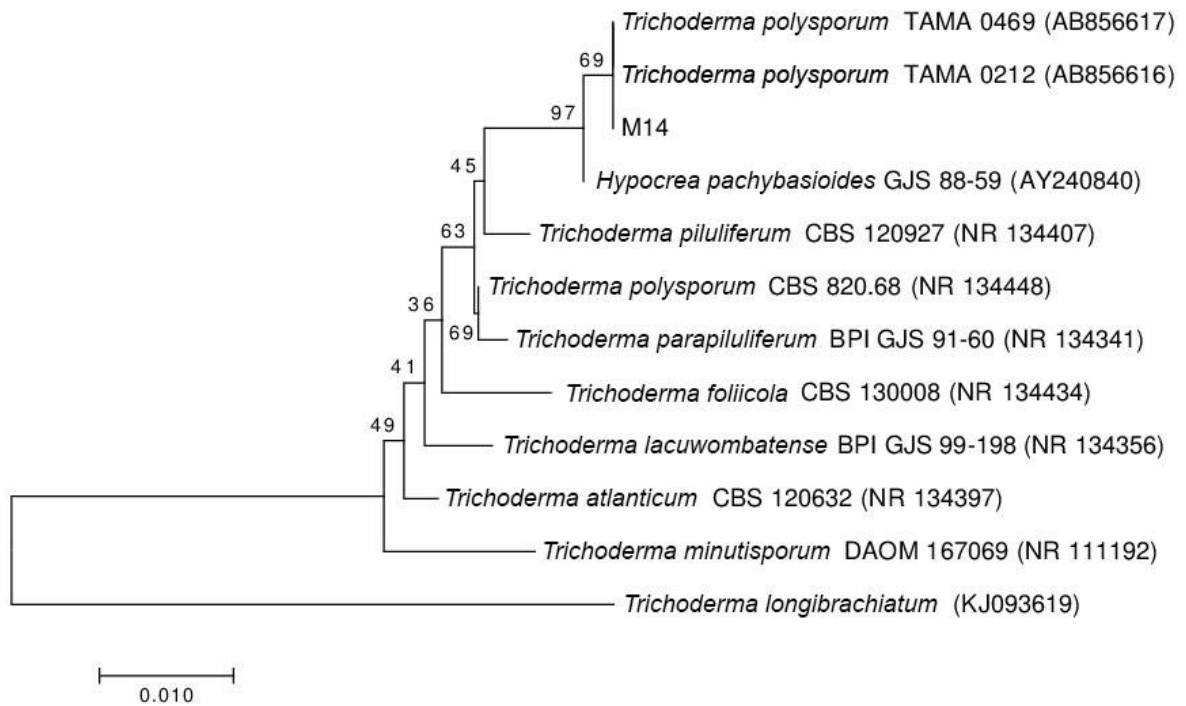 Trichoderma polysporum TAMA 0469 (AB856617)
69
Trichoderma polysporum TAMA 0212 (AB856616)
97
M14
45
Hypocrea pachybasioides GJS 88-59 (AY240840)
63
Trichoderma piluliferum CBS 120927 (NR 134407)
Trichoderma polysporum CBS 820.68 (NR 134448)
36
69
Trichoderma parapiluliferum BPI GJS 91-60 (NR 134341)
41
Trichoderma foliicola CBS 130008 (NR 134434)
49
Trichoderma lacuwombatense BPI GJS 99-198 (NR 134356)
Trichoderma atlanticum CBS 120632 (NR 134397)
Trichoderma minutisporum DAOM 167069 (NR 111192)
Trichoderma longibrachiatum (KJ093619)
0.010